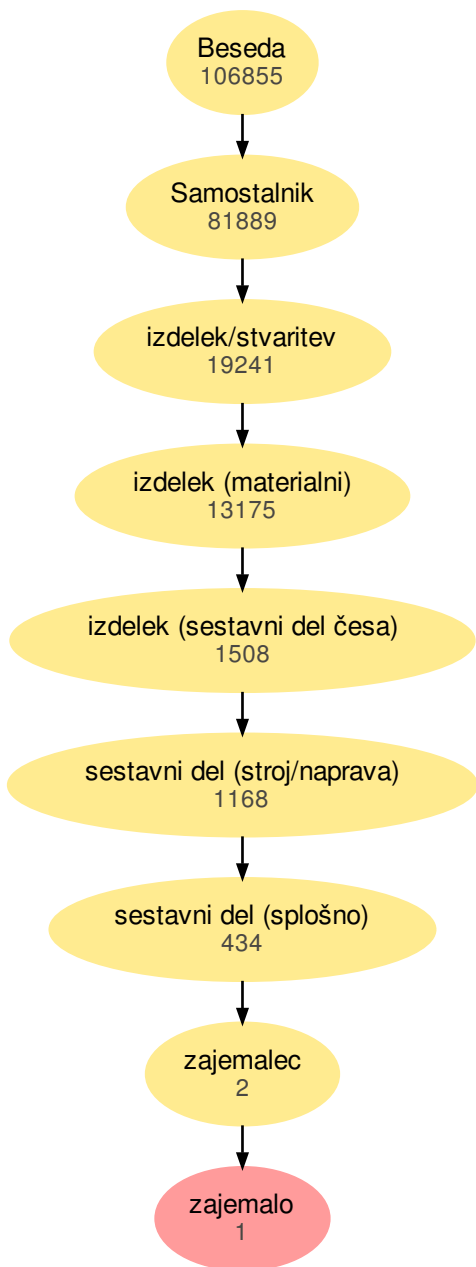 Beseda
106855
Samostalnik
81889
izdelek/stvaritev
19241
izdelek (materialni)
13175
izdelek (sestavni del česa)
1508
sestavni del (stroj/naprava)
1168
sestavni del (splošno)
434
zajemalec
2
zajemalo
1